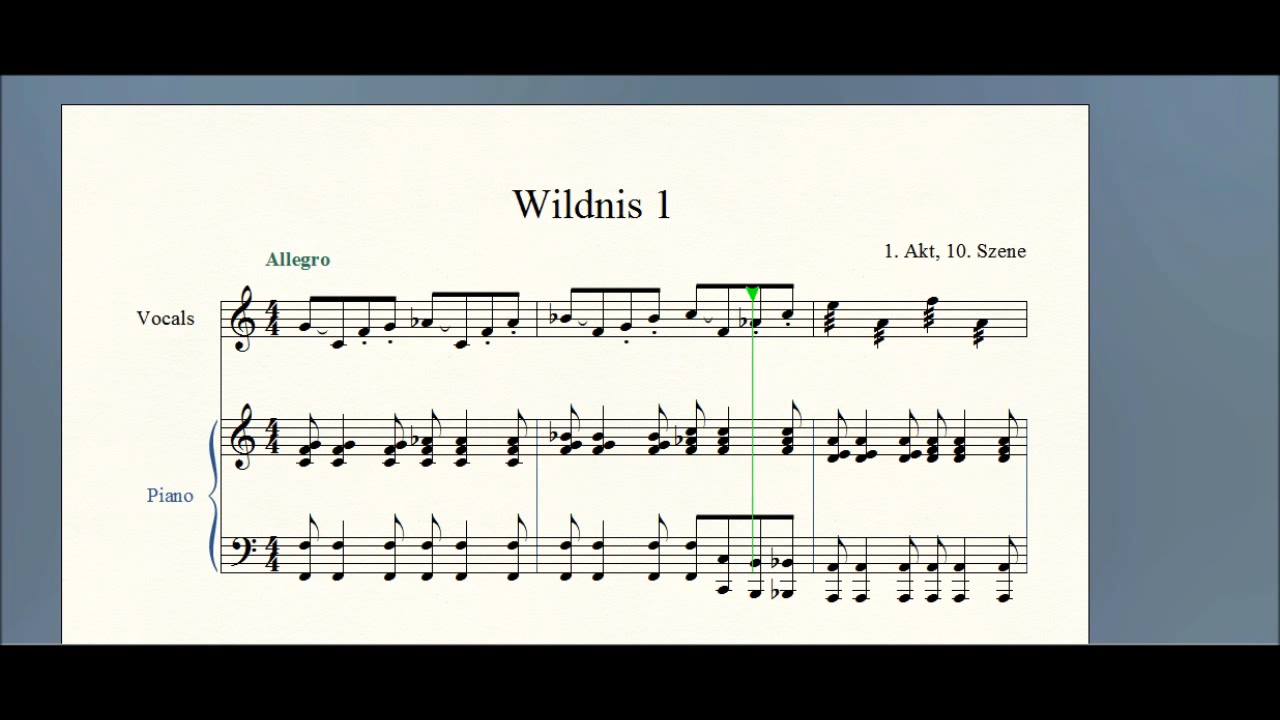 Wildnis 1
1. Akt, 10. Szene
Allegro
Vocals
Piano